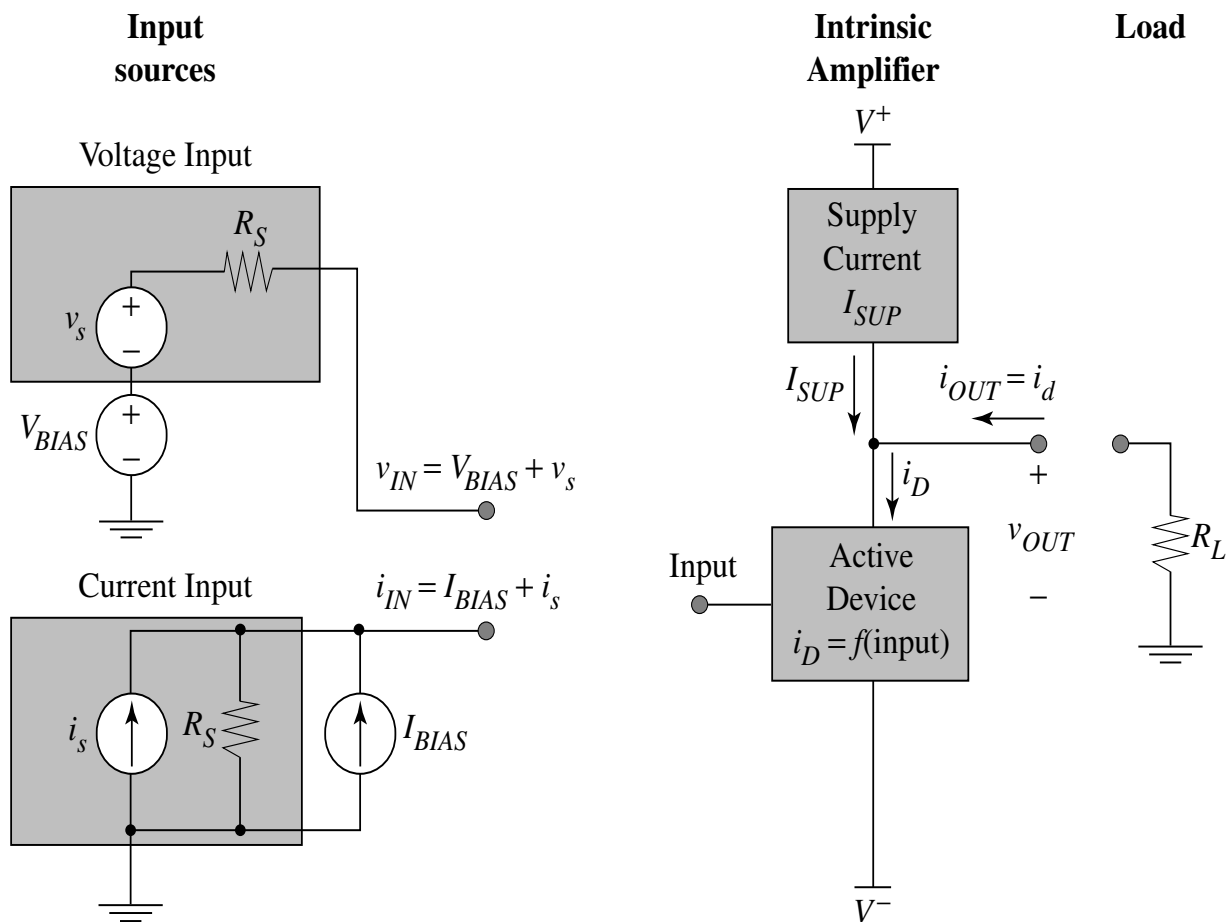 Input
sources
Intrinsic
Amplifier
Load
Voltage Input
R_S
+
v_s
−
+
V_BIAS
−
v_IN = V_BIAS + v_s
Current Input
i_IN = I_BIAS + i_s
i_s
R_S
I_BIAS
V⁺
Supply
Current
I_SUP
I_SUP
i_OUT = i_d
i_D
+
v_OUT
−
R_L
Input
Active
Device
i_D = f(input)
V⁻